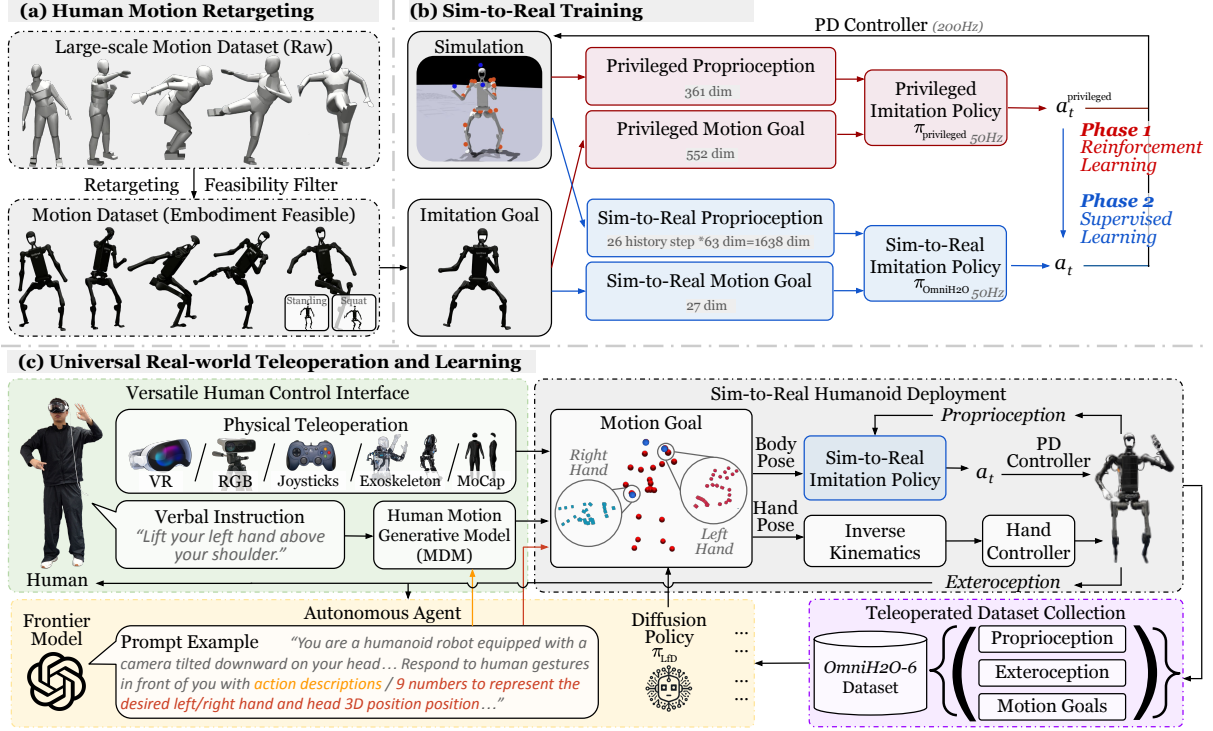 (a) Human Motion Retargeting
Large-scale Motion Dataset (Raw)
Retargeting
Feasibility Filter
Motion Dataset (Embodiment Feasible)
Standing
Squat
(b) Sim-to-Real Training
PD Controller (200Hz)
Simulation
Imitation Goal
Privileged Proprioception
361 dim
Privileged Motion Goal
552 dim
Privileged
Imitation Policy
π_privileged 50Hz
a_t^privileged
Phase 1
Reinforcement
Learning
Sim-to-Real Proprioception
26 history step *63 dim=1638 dim
Sim-to-Real Motion Goal
27 dim
Sim-to-Real
Imitation Policy
π_OmniH2O 50Hz
a_t
Phase 2
Supervised
Learning
(c) Universal Real-world Teleoperation and Learning
Versatile Human Control Interface
Physical Teleoperation
VR
RGB
Joysticks
Exoskeleton
MoCap
Verbal Instruction
“Lift your left hand above
your shoulder.”
Human Motion
Generative Model
(MDM)
Human
Sim-to-Real Humanoid Deployment
Motion Goal
Right
Hand
Left
Hand
Body
Pose
Hand
Pose
Proprioception
Sim-to-Real
Imitation Policy
a_t
PD
Controller
Inverse
Kinematics
Hand
Controller
Exteroception
Autonomous Agent
Frontier
Model
Prompt Example “You are a humanoid robot equipped with a
camera tilted downward on your head… Respond to human gestures
in front of you with action descriptions / 9 numbers to represent the
desired left/right hand and head 3D position position…”
Diffusion
Policy
π_LfD
...
...
...
...
Teleoperated Dataset Collection
OmniH2O-6
Dataset
Proprioception
Exteroception
Motion Goals